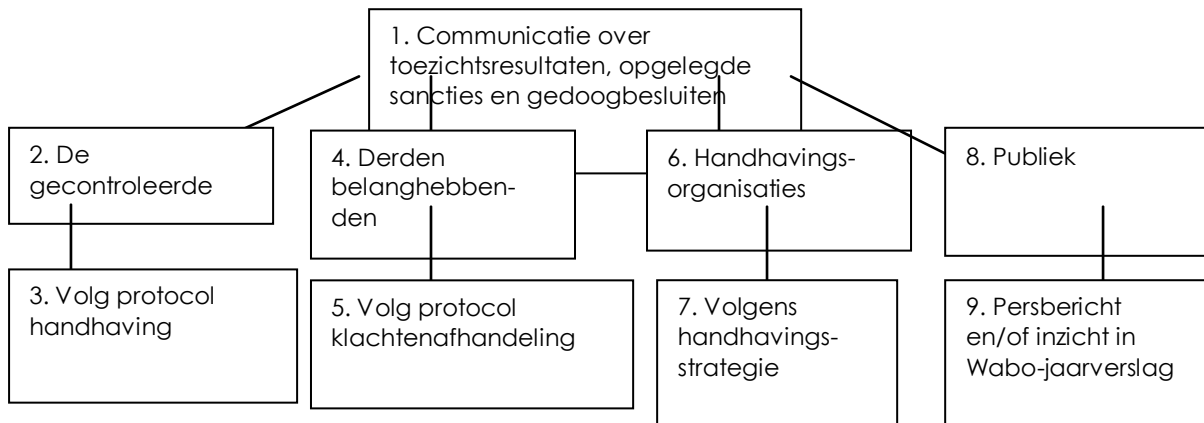 1. Communicatie over
toezichtsresultaten, opgelegde
sancties en gedoogbesluiten
2. De
gecontroleerde
3. Volg protocol
handhaving
4. Derden
belanghebben-
den
5. Volg protocol
klachtenafhandeling
6. Handhavings-
organisaties
7. Volgens
handhavings-
strategie
8. Publiek
9. Persbericht
en/of inzicht in
Wabo-jaarverslag